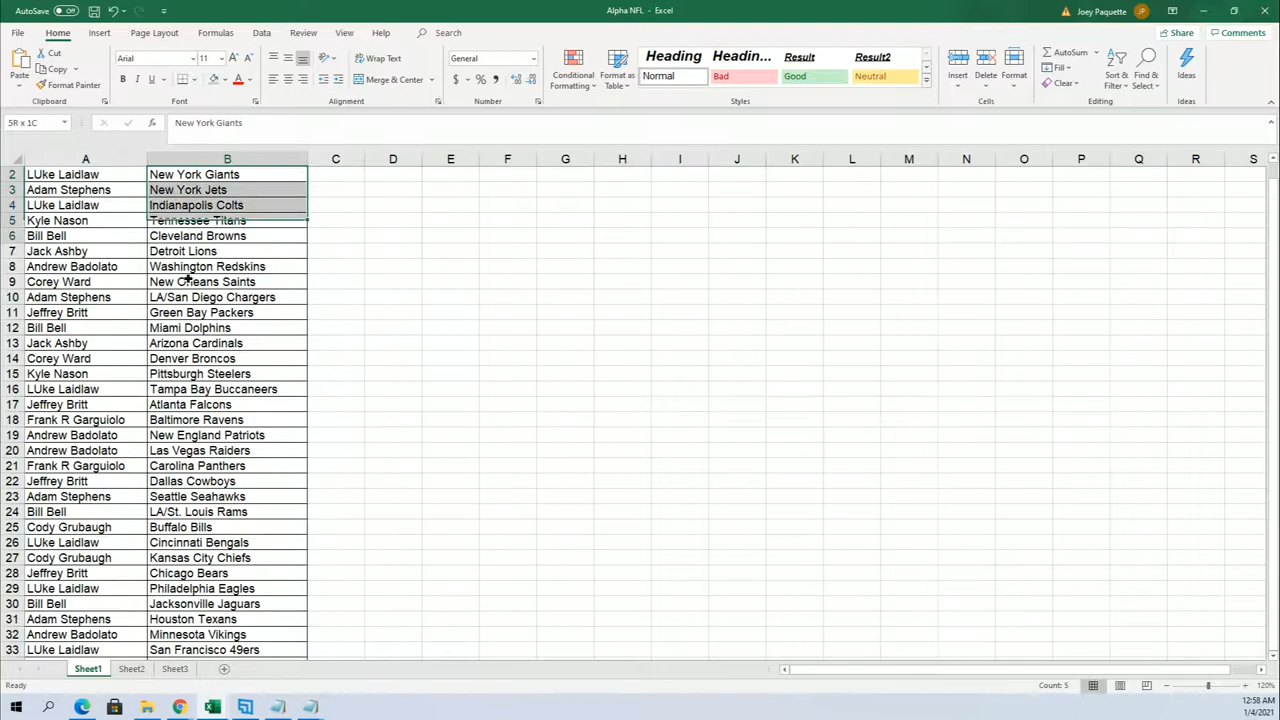 AutoSave Off
Alpha NFL - Excel
Joey Paquette JP
File Home Insert Page Layout Formulas Data Review View Help Search Share Comments
Paste Cut Copy Format Painter Clipboard
Arial 11 A A B I U A Font
Wrap Text Merge & Center Alignment
General $ % Number
Conditional Formatting Format as Table
Heading Headin... Result Result2
Normal Bad Good Neutral
Styles
Insert Delete Format Cells
AutoSum Fill Clear Sort & Filter Find & Select Editing
Ideas Ideas
5R x 1C fx New York Giants
A B C D E F G H I J K L M N O P Q R S
2 LUke Laidlaw New York Giants
3 Adam Stephens New York Jets
4 LUke Laidlaw Indianapolis Colts
5 Kyle Nason Tennessee Titans
6 Bill Bell Cleveland Browns
7 Jack Ashby Detroit Lions
8 Andrew Badolato Washington Redskins
9 Corey Ward New Orleans Saints
10 Adam Stephens LA/San Diego Chargers
11 Jeffrey Britt Green Bay Packers
12 Bill Bell Miami Dolphins
13 Jack Ashby Arizona Cardinals
14 Corey Ward Denver Broncos
15 Kyle Nason Pittsburgh Steelers
16 LUke Laidlaw Tampa Bay Buccaneers
17 Jeffrey Britt Atlanta Falcons
18 Frank R Garguiolo Baltimore Ravens
19 Andrew Badolato New England Patriots
20 Andrew Badolato Las Vegas Raiders
21 Frank R Garguiolo Carolina Panthers
22 Jeffrey Britt Dallas Cowboys
23 Adam Stephens Seattle Seahawks
24 Bill Bell LA/St. Louis Rams
25 Cody Grubaugh Buffalo Bills
26 LUke Laidlaw Cincinnati Bengals
27 Cody Grubaugh Kansas City Chiefs
28 Jeffrey Britt Chicago Bears
29 LUke Laidlaw Philadelphia Eagles
30 Bill Bell Jacksonville Jaguars
31 Adam Stephens Houston Texans
32 Andrew Badolato Minnesota Vikings
33 LUke Laidlaw San Francisco 49ers
Sheet1 Sheet2 Sheet3
Ready Count: 5 120%
12:58 AM
1/4/2021